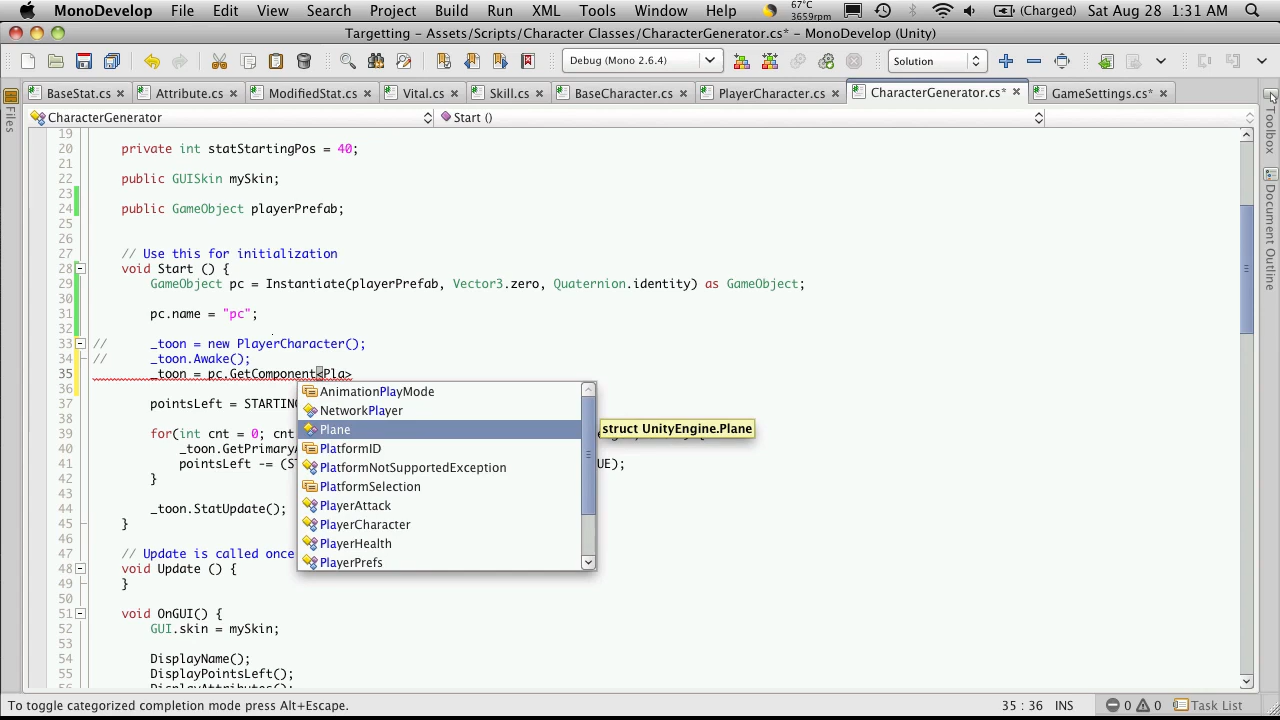 MonoDevelop File Edit View Search Project Build Run XML Tools Window Help 67°C 3659rpm (Charged) Sat Aug 28 1:31 AM
Targetting - Assets/Scripts/Character Classes/CharacterGenerator.cs* - MonoDevelop (Unity)
Debug (Mono 2.6.4) Solution
Files BaseStat.cs Attribute.cs ModifiedStat.cs Vital.cs Skill.cs BaseCharacter.cs PlayerCharacter.cs CharacterGenerator.cs* GameSettings.cs* Toolbox
CharacterGenerator Start ()
Document Outline
19
20 private int statStartingPos = 40;
21
22 public GUISkin mySkin;
23
24 public GameObject playerPrefab;
25
26
27 // Use this for initialization
28 void Start () {
29 GameObject pc = Instantiate(playerPrefab, Vector3.zero, Quaternion.identity) as GameObject;
30
31 pc.name = "pc";
32
33 // _toon = new PlayerCharacter();
34 // _toon.Awake();
35 _toon = pc.GetComponent<Pla>
36
37 pointsLeft = STARTING
38
39 for(int cnt = 0; cnt
40 _toon.GetPrimaryA
41 pointsLeft -= (ST UE);
42 }
43
44 _toon.StatUpdate();
45 }
46
47 // Update is called once
48 void Update () {
49 }
50
51 void OnGUI() {
52 GUI.skin = mySkin;
53
54 DisplayName();
55 DisplayPointsLeft();
56 DisplayAttributes();
AnimationPlayMode
NetworkPlayer
Plane
PlatformID
PlatformNotSupportedException
PlatformSelection
PlayerAttack
PlayerCharacter
PlayerHealth
PlayerPrefs
struct UnityEngine.Plane
To toggle categorized completion mode press Alt+Escape. 35 : 36 INS 0 0 Task List